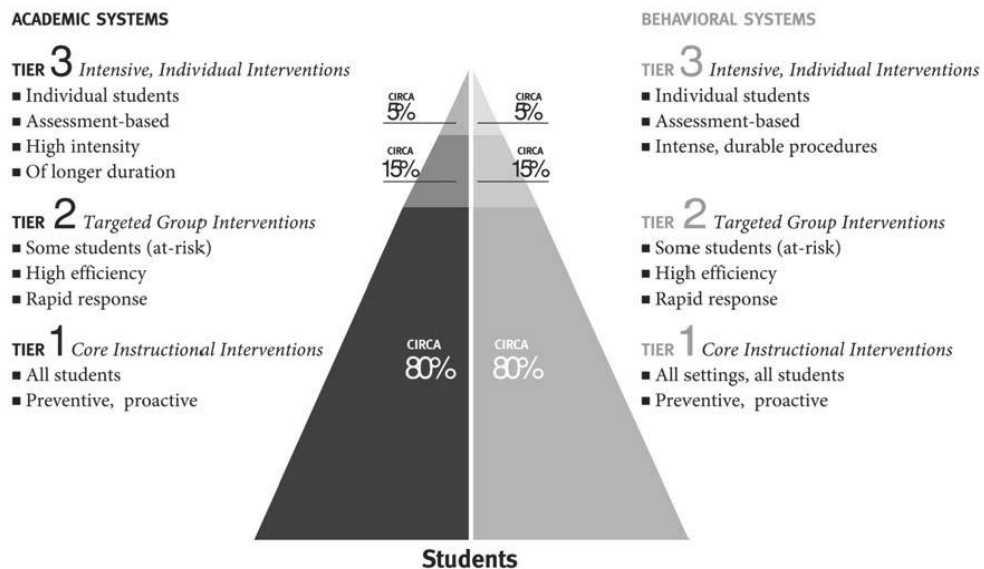 ACADEMIC SYSTEMS
TIER 3 Intensive, Individual Interventions
■ Individual students
■ Assessment-based
■ High intensity
■ Of longer duration
TIER 2 Targeted Group Interventions
■ Some students (at-risk)
■ High efficiency
■ Rapid response
TIER 1 Core Instructional Interventions
■ All students
■ Preventive, proactive
CIRCA
5%
CIRCA
15%
CIRCA
80%
CIRCA
5%
CIRCA
15%
CIRCA
80%
Students
BEHAVIORAL SYSTEMS
TIER 3 Intensive, Individual Interventions
■ Individual students
■ Assessment-based
■ Intense, durable procedures
TIER 2 Targeted Group Interventions
■ Some students (at-risk)
■ High efficiency
■ Rapid response
TIER 1 Core Instructional Interventions
■ All settings, all students
■ Preventive, proactive